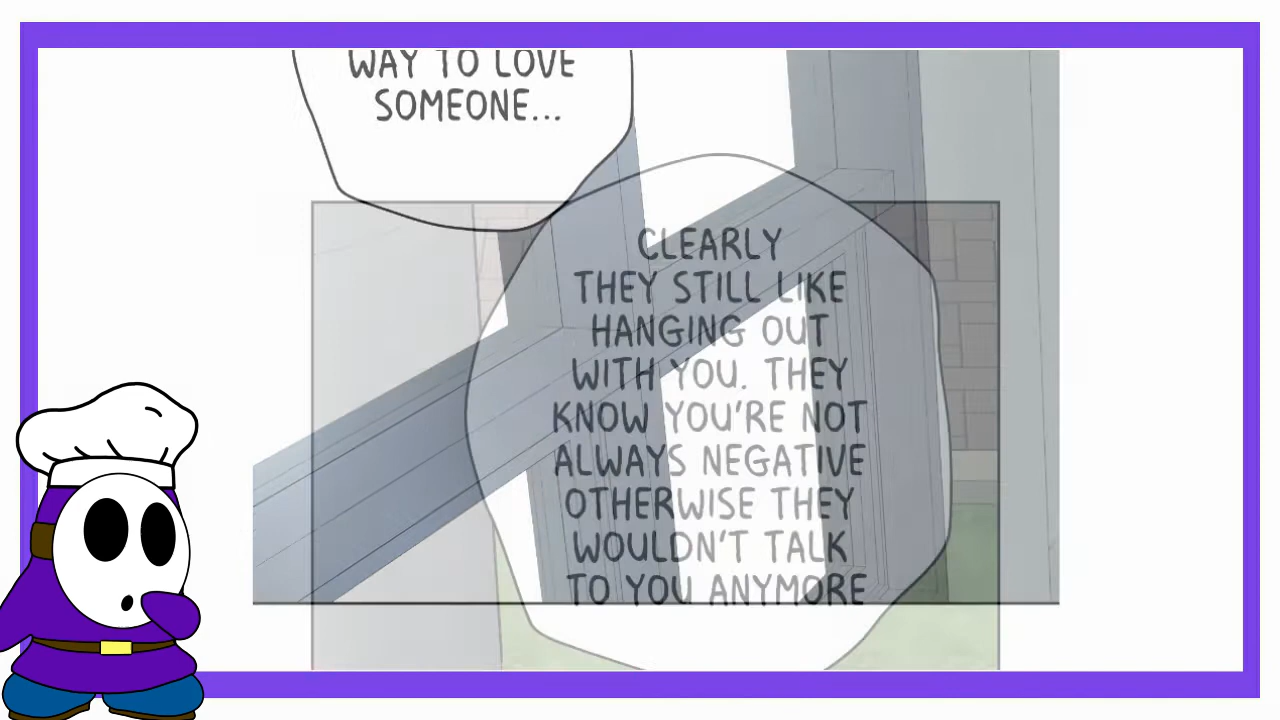 WAY TO LOVE
SOMEONE...
CLEARLY
THEY STILL LIKE
HANGING OUT
WITH YOU. THEY
KNOW YOU'RE NOT
ALWAYS NEGATIVE
OTHERWISE THEY
WOULDN'T TALK
TO YOU ANYMORE